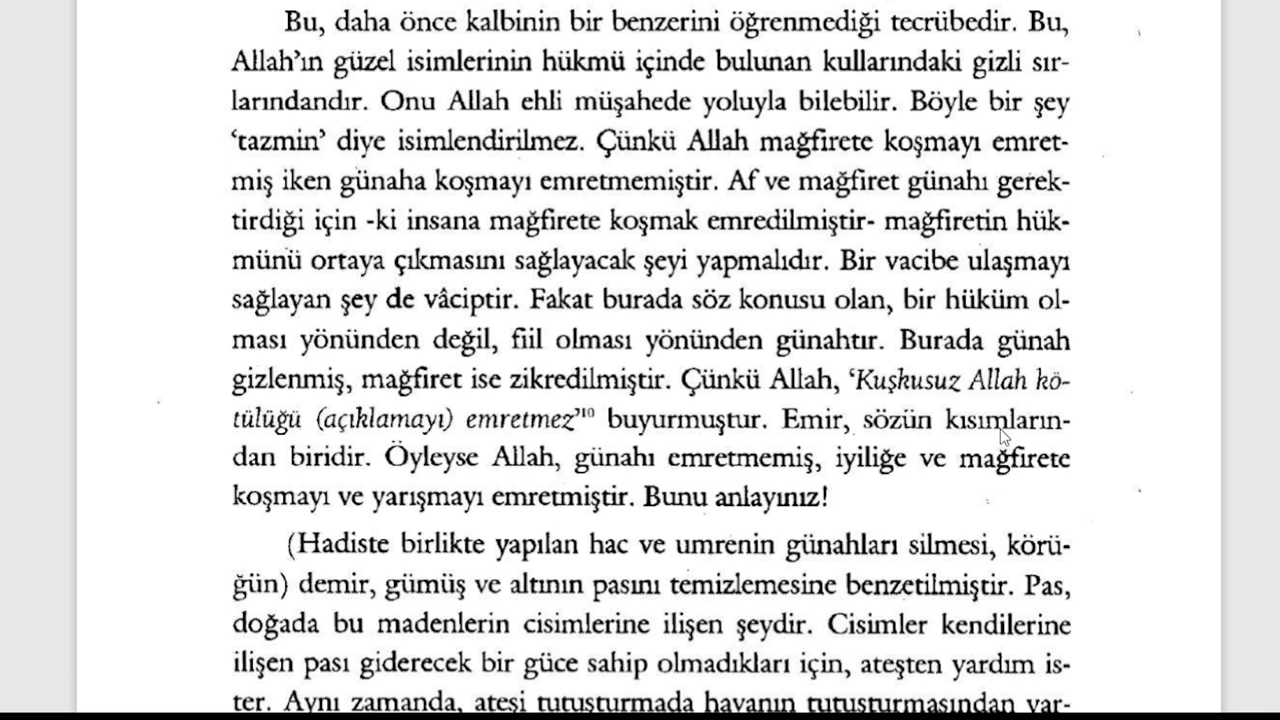 Bu, daha önce kalbinin bir benzerini öğrenmediği tecrübedir. Bu,
Allah'ın güzel isimlerinin hükmü içinde bulunan kullarındaki gizli sır-
larındandır. Onu Allah ehli müşahede yoluyla bilebilir. Böyle bir şey
'tazmin' diye isimlendirilmez. Çünkü Allah mağfirete koşmayı emret-
miş iken günaha koşmayı emretmemiştir. Af ve mağfiret günahı gerek-
tirdiği için -ki insana mağfirete koşmak emredilmiştir- mağfiretin hük-
münü ortaya çıkmasını sağlayacak şeyi yapmalıdır. Bir vacibe ulaşmayı
sağlayan şey de vâciptir. Fakat burada söz konusu olan, bir hüküm ol-
ması yönünden değil, fiil olması yönünden günahtır. Burada günah
gizlenmiş, mağfiret ise zikredilmiştir. Çünkü Allah, 'Kuşkusuz Allah kö-
tülüğü (açıklamayı) emretmez'¹⁰ buyurmuştur. Emir, sözün kısımların-
dan biridir. Öyleyse Allah, günahı emretmemiş, iyiliğe ve mağfirete
koşmayı ve yarışmayı emretmiştir. Bunu anlayınız!
(Hadiste birlikte yapılan hac ve umrenin günahları silmesi, körü-
ğün) demir, gümüş ve altının pasını temizlemesine benzetilmiştir. Pas,
doğada bu madenlerin cisimlerine ilişen şeydir. Cisimler kendilerine
ilişen pası giderecek bir güce sahip olmadıkları için, ateşten yardım is-
ter. Aynı zamanda, ateşi tutuşturmada havanın tutuşturmasından yar-